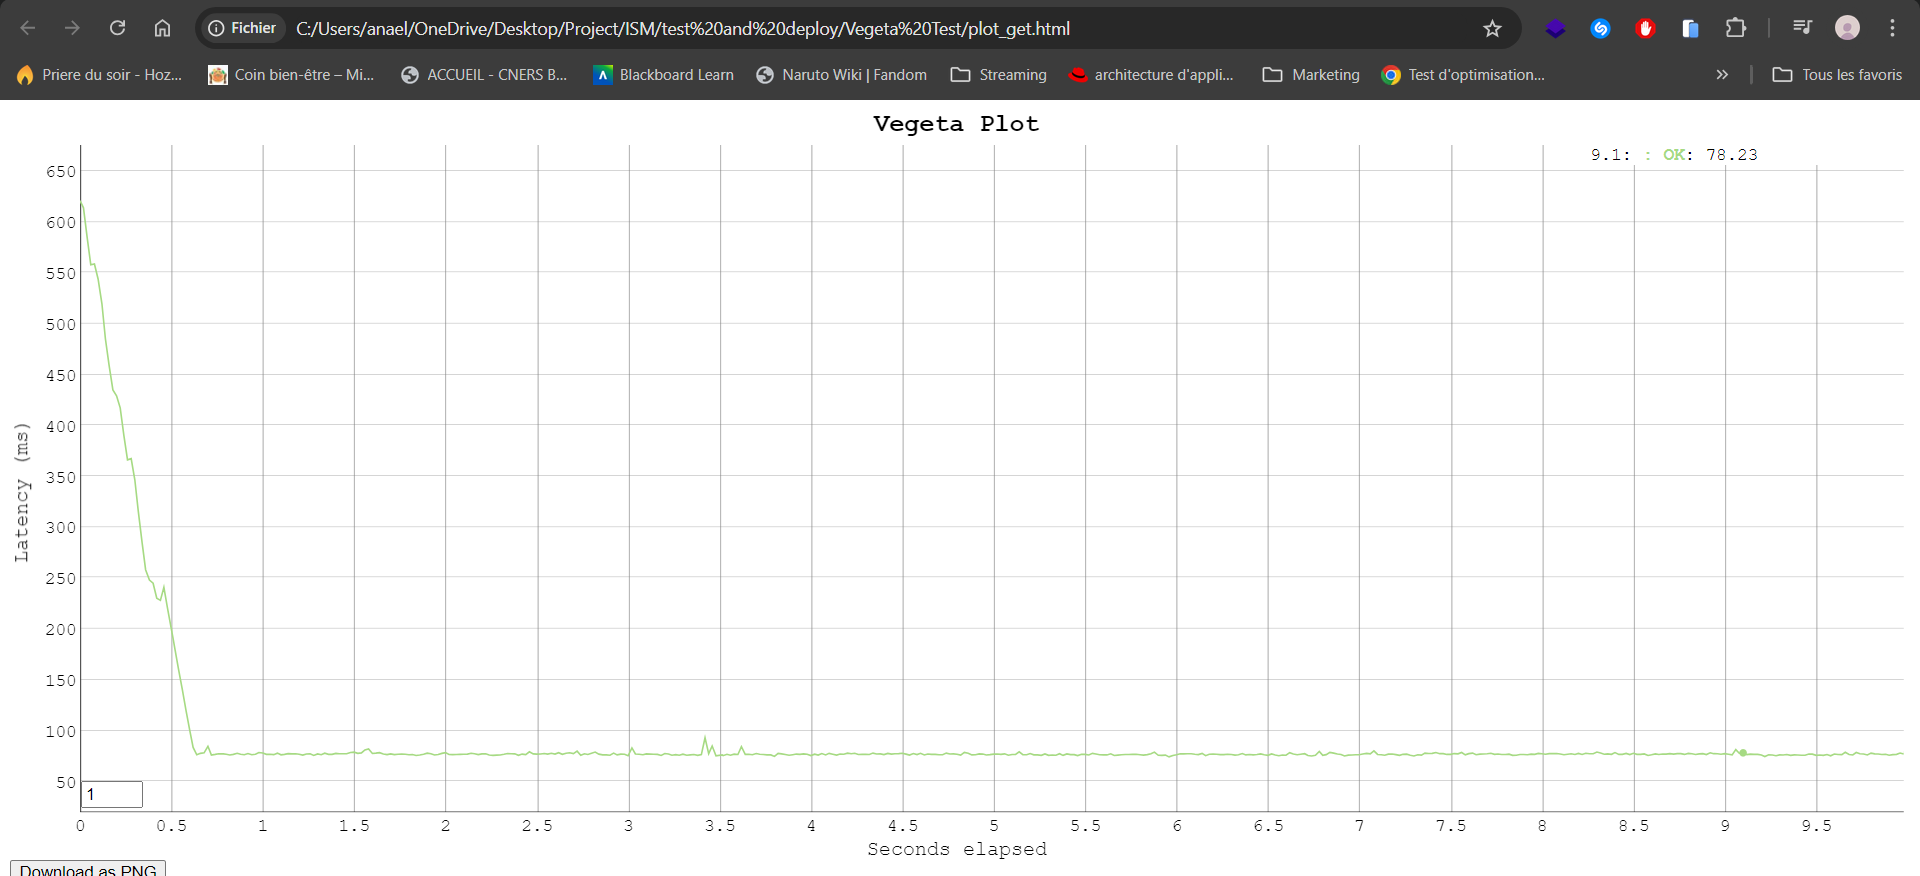 Fichier C:/Users/anael/OneDrive/Desktop/Project/ISM/test%20and%20deploy/Vegeta%20Test/plot_get.html
Priere du soir - Hoz... Coin bien-être – Mi... ACCUEIL - CNERS B... Blackboard Learn Naruto Wiki | Fandom Streaming architecture d'appli... Marketing Test d'optimisation... » Tous les favoris
Vegeta Plot
9.1: : OK: 78.23
650
600
550
500
450
400
350
300
250
200
150
100
50
Latency (ms)
1
0 0.5 1 1.5 2 2.5 3 3.5 4 4.5 5 5.5 6 6.5 7 7.5 8 8.5 9 9.5
Seconds elapsed
Download as PNG